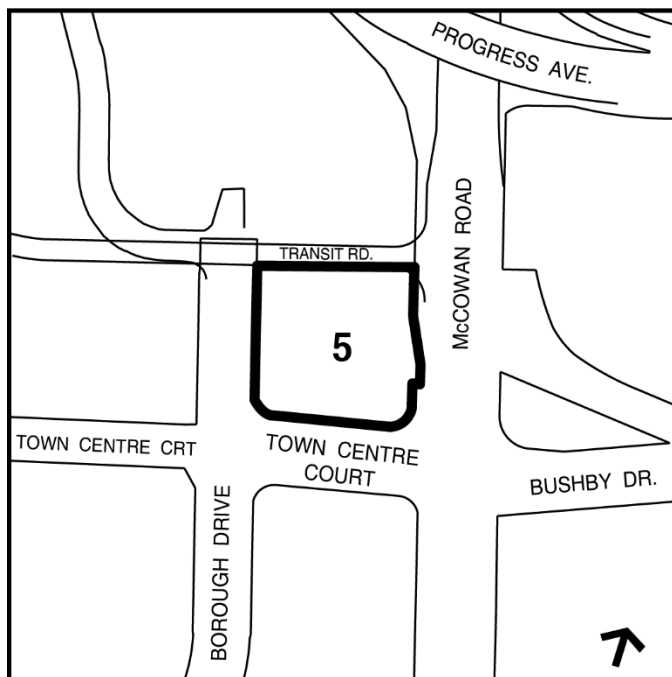 PROGRESS AVE.
McCOWAN ROAD
TRANSIT RD.
5
TOWN CENTRE CRT
TOWN CENTRE
COURT
BUSHBY DR.
BOROUGH DRIVE